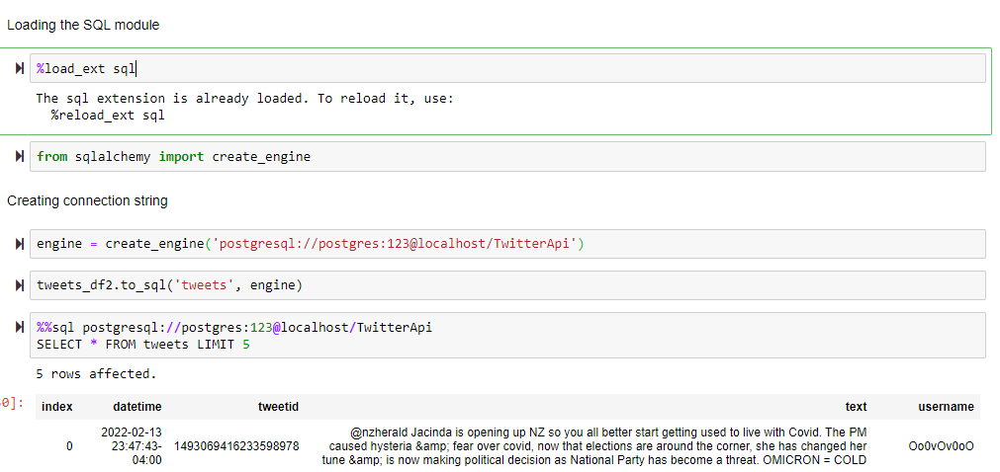 Loading the SQL module
%load_ext sql
The sql extension is already loaded. To reload it, use:
%reload_ext sql
from sqlalchemy import create_engine
Creating connection string
engine = create_engine('postgresql://postgres:123@localhost/TwitterApi')
tweets_df2.to_sql('tweets', engine)
%%sql postgresql://postgres:123@localhost/TwitterApi
SELECT * FROM tweets LIMIT 5
5 rows affected.
0]:
index datetime tweetid text username
0 2022-02-13 23:47:43-04:00 1493069416233598978 @nzherald Jacinda is opening up NZ so you all better start getting used to live with Covid. The PM
caused hysteria &amp; fear over covid, now that elections are around the corner, she has changed her
tune &amp; is now making political decision as National Party has become a threat. OMICRON = COLD
Oo0vOv0oO